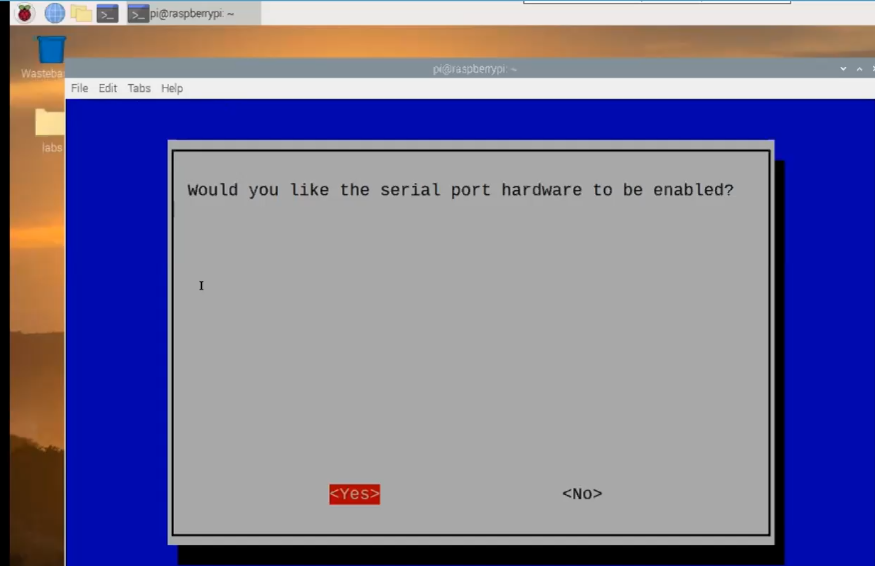 pi@raspberrypi: ~
pi@raspberrypi: ~
File Edit Tabs Help
labs
Would you like the serial port hardware to be enabled?
<Yes> <No>